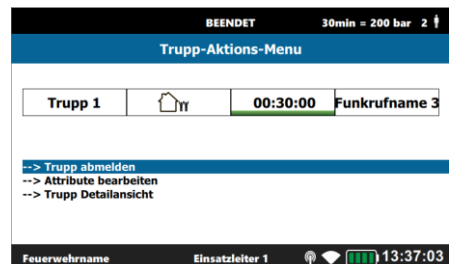 BEENDET 30min = 200 bar 2
Trupp-Aktions-Menu
Trupp 1 00:30:00 Funkrufname 3
--> Trupp abmelden
--> Attribute bearbeiten
--> Trupp Detailansicht
Feuerwehrname Einsatzleiter 1 13:37:03